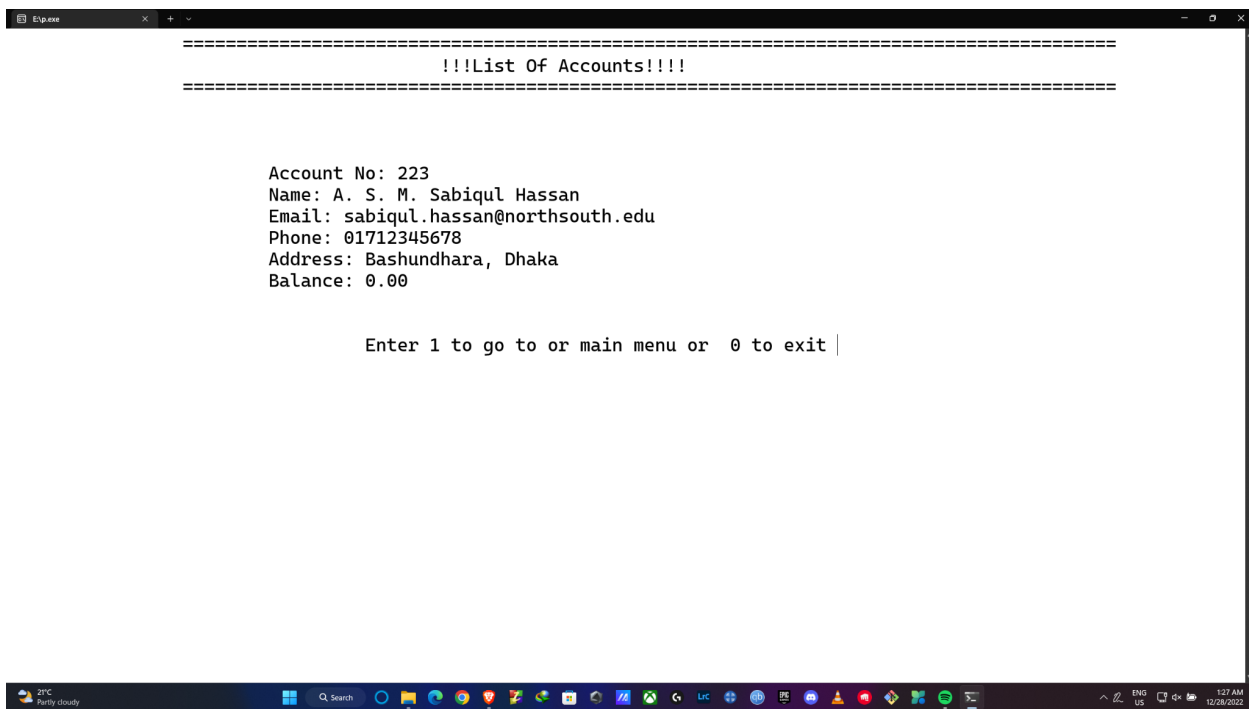 E:\p.exe
================================================================================
!!!List Of Accounts!!!!
================================================================================
Account No: 223
Name: A. S. M. Sabiqul Hassan
Email: sabiqul.hassan@northsouth.edu
Phone: 01712345678
Address: Bashundhara, Dhaka
Balance: 0.00
Enter 1 to go to or main menu or  0 to exit
21°C
Partly cloudy
Search
LrC
EPIC
ENG
US
1:27 AM
12/28/2022